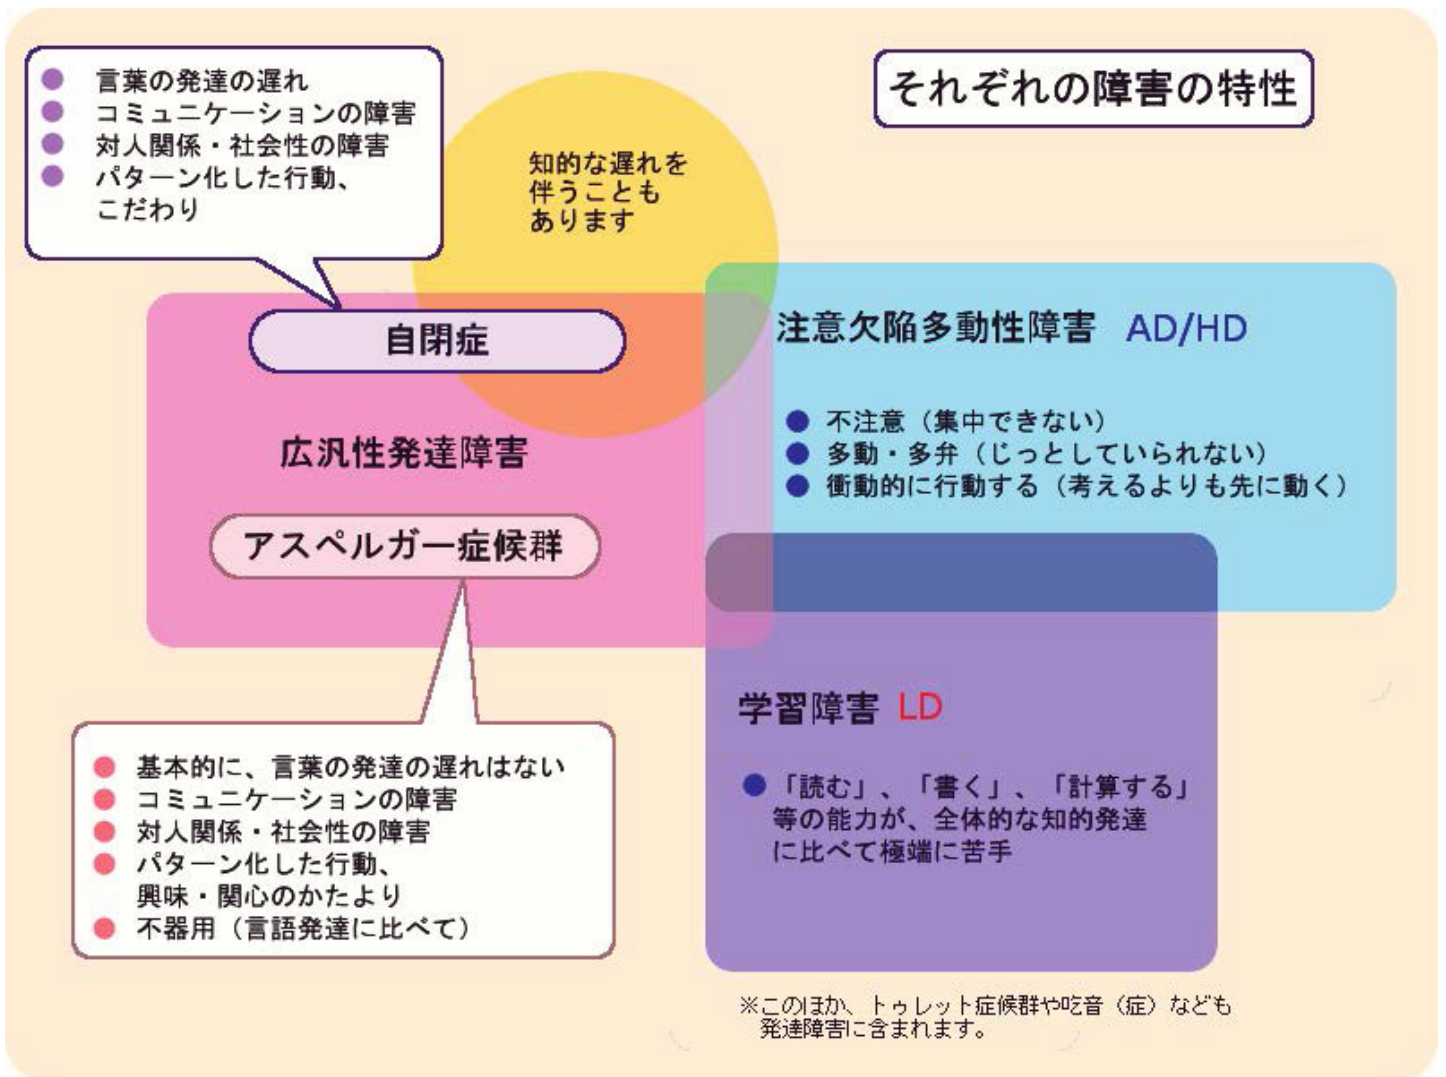 それぞれの障害の特性
● 言葉の発達の遅れ
● コミュニケーションの障害
● 対人関係・社会性の障害
● パターン化した行動、
こだわり
知的な遅れを
伴うことも
あります
自閉症
広汎性発達障害
アスペルガー症候群
● 基本的に、言葉の発達の遅れはない
● コミュニケーションの障害
● 対人関係・社会性の障害
● パターン化した行動、
興味・関心のかたより
● 不器用（言語発達に比べて）
注意欠陥多動性障害 AD/HD
● 不注意（集中できない）
● 多動・多弁（じっとしていられない）
● 衝動的に行動する（考えるよりも先に動く）
学習障害 LD
● 「読む」、「書く」、「計算する」
等の能力が、全体的な知的発達
に比べて極端に苦手
※このほか、トゥレット症候群や吃音（症）なども
発達障害に含まれます。